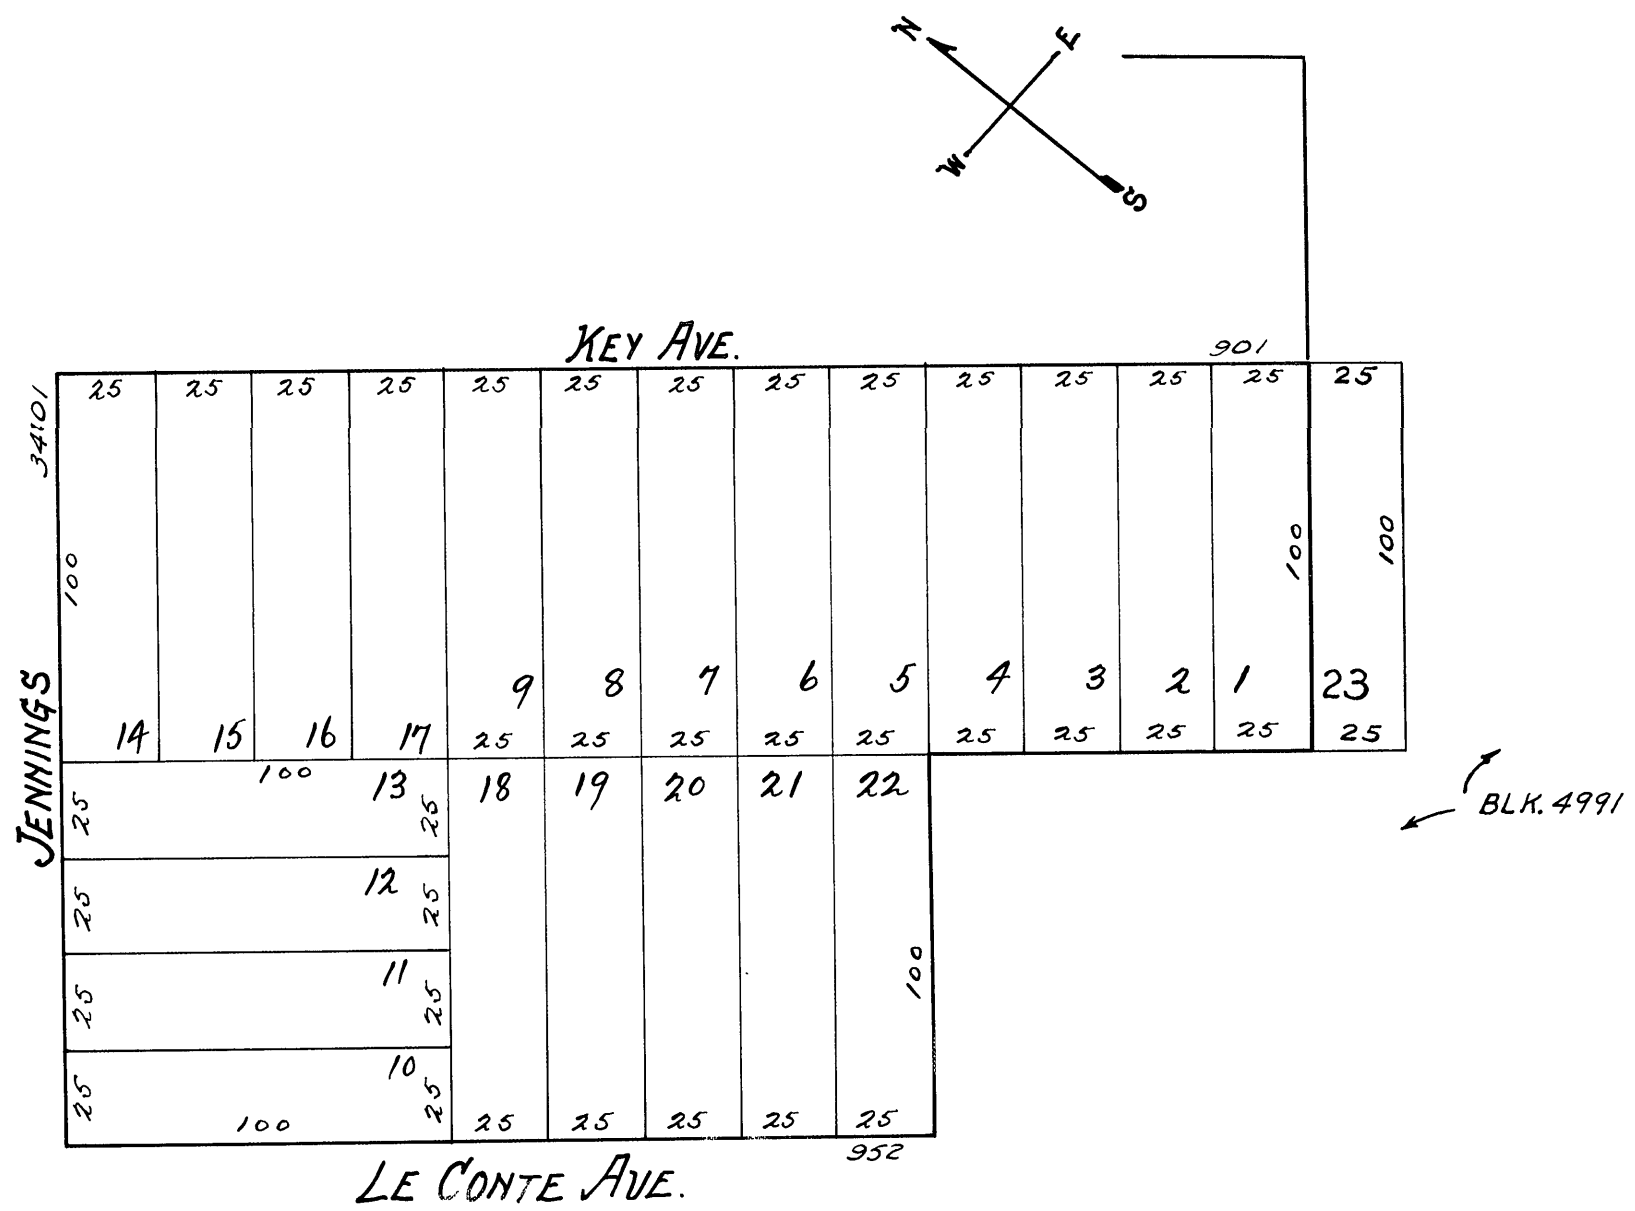 N E
W S
KEY AVE.
901
25 25 25 25 25 25 25 25 25 25 25 25 25 25
3401
100 100 100
9 8 7 6 5 4 3 2 1 23
14 15 16 17 25 25 25 25 25 25 25 25 25 25
JENNINGS
100 13 18 19 20 21 22
25 25
BLK. 4991
12
25 25
11
25 25
100
10
25 25
100 25 25 25 25 25
952
LE CONTE AVE.